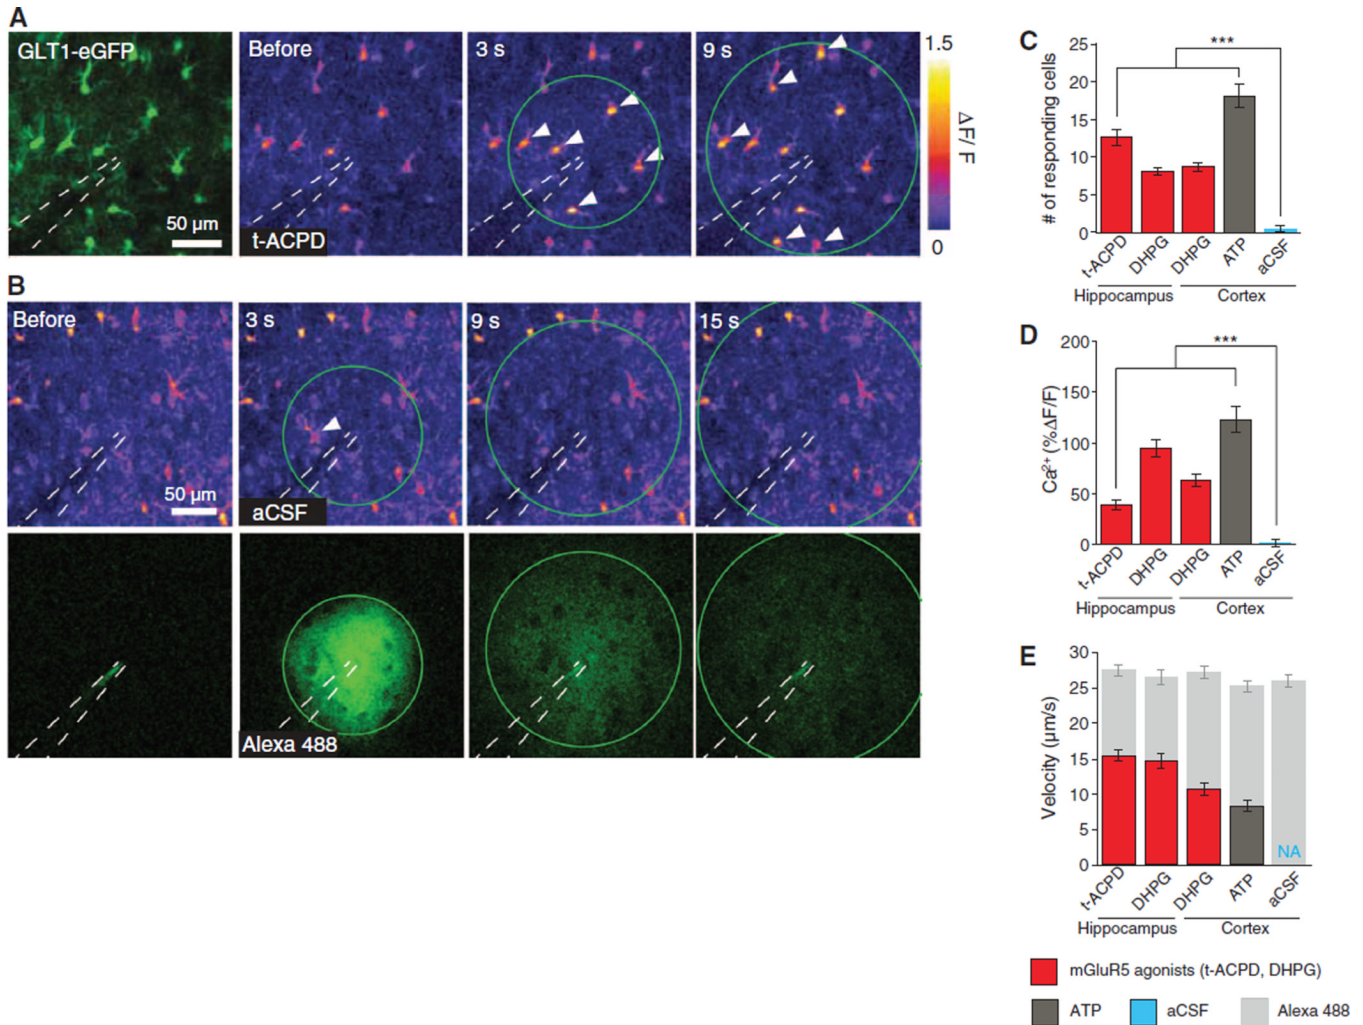 A
GLT1-eGFP
50 µm
Before
t-ACPD
3 s
9 s
1.5
0
ΔF/ F
B
Before
50 µm
3 s
aCSF
9 s
15 s
Alexa 488
C
# of responding cells
25
20
15
10
5
0
***
t-ACPD
DHPG
DHPG
ATP
aCSF
Hippocampus
Cortex
D
Ca²⁺ (%ΔF/F)
200
150
100
50
0
***
t-ACPD
DHPG
DHPG
ATP
aCSF
Hippocampus
Cortex
E
Velocity (µm/s)
30
25
20
15
10
5
0
NA
t-ACPD
DHPG
DHPG
ATP
aCSF
Hippocampus
Cortex
mGluR5 agonists (t-ACPD, DHPG)
ATP
aCSF
Alexa 488